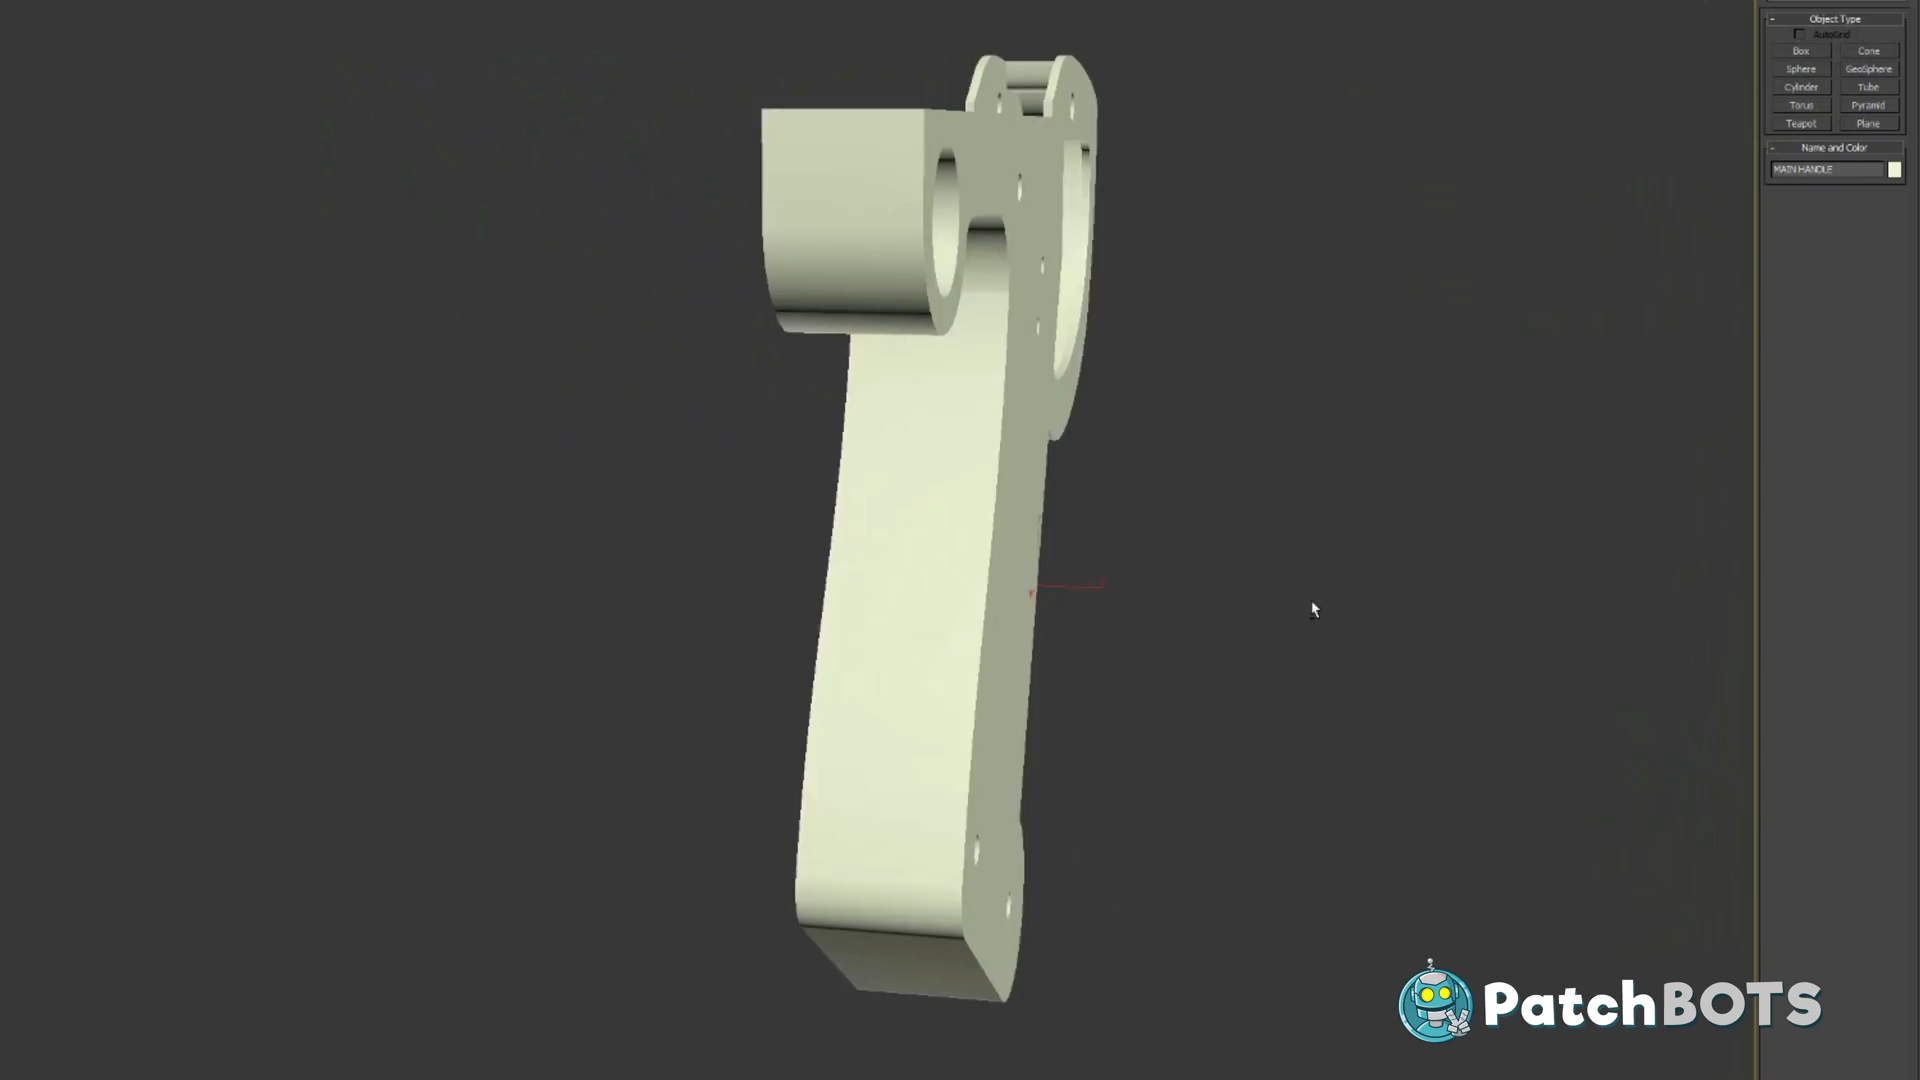 - Object Type
AutoGrid
Box Cone
Sphere GeoSphere
Cylinder Tube
Torus Pyramid
Teapot Plane
- Name and Color
MAIN HANDLE
PatchBOTS